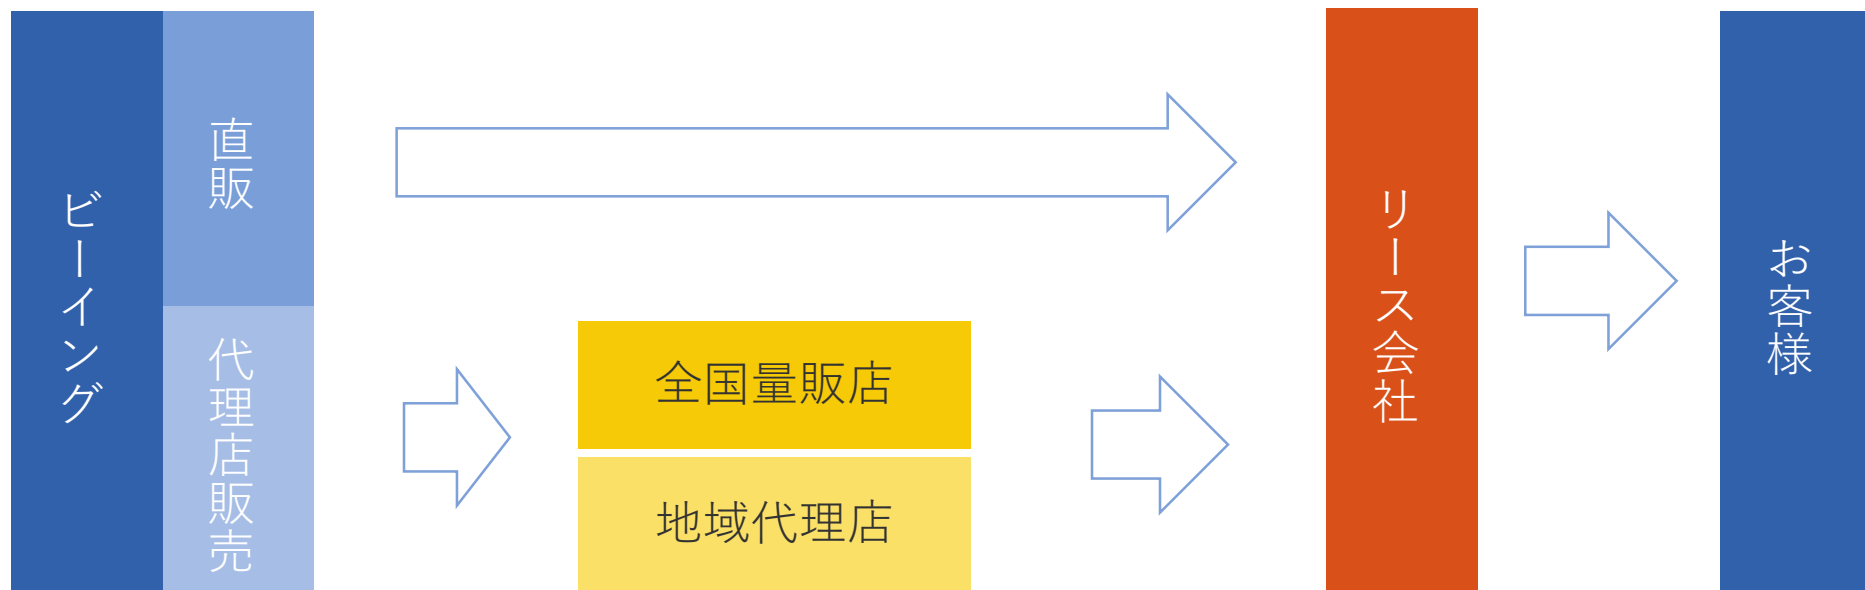 ビーイング
直販
代理店販売
全国量販店
地域代理店
リース会社
お客様